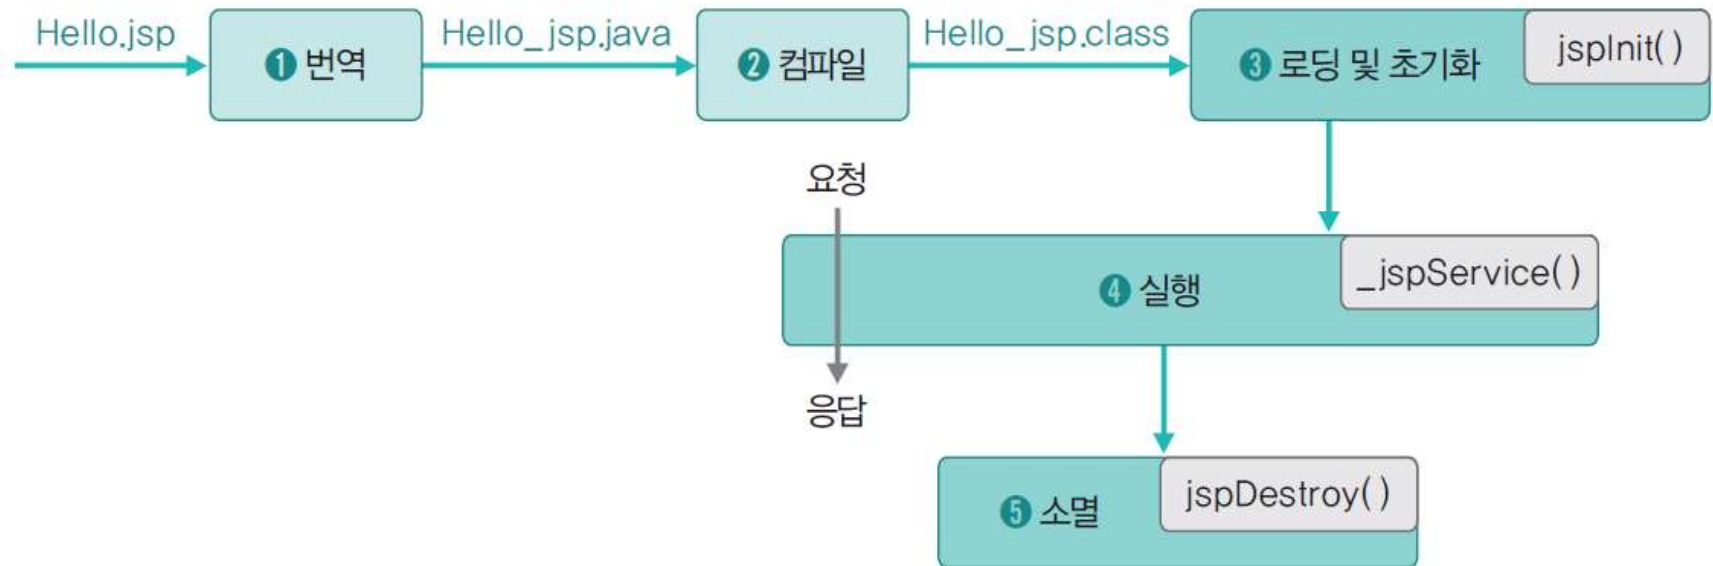 Hello.jsp
❶ 번역
Hello_jsp.java
❷ 컴파일
Hello_jsp.class
❸ 로딩 및 초기화
jspInit()
요청
❹ 실행
_jspService()
응답
❺ 소멸
jspDestroy()